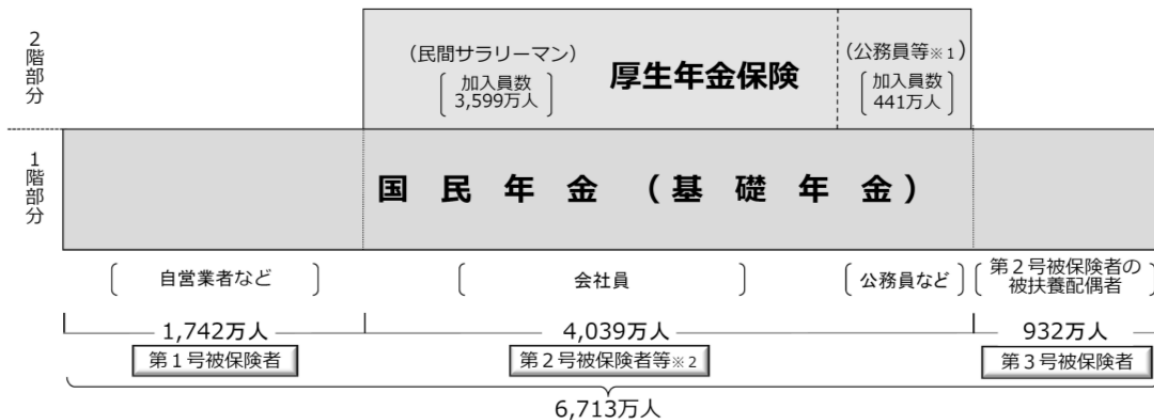 2階部分
(民間サラリーマン)
加入員数
3,599万人
厚生年金保険
(公務員等※1)
加入員数
441万人
1階部分
国民年金(基礎年金)
自営業者など
会社員
公務員など
第2号被保険者の
被扶養配偶者
1,742万人
4,039万人
932万人
第1号被保険者
第2号被保険者等※2
第3号被保険者
6,713万人